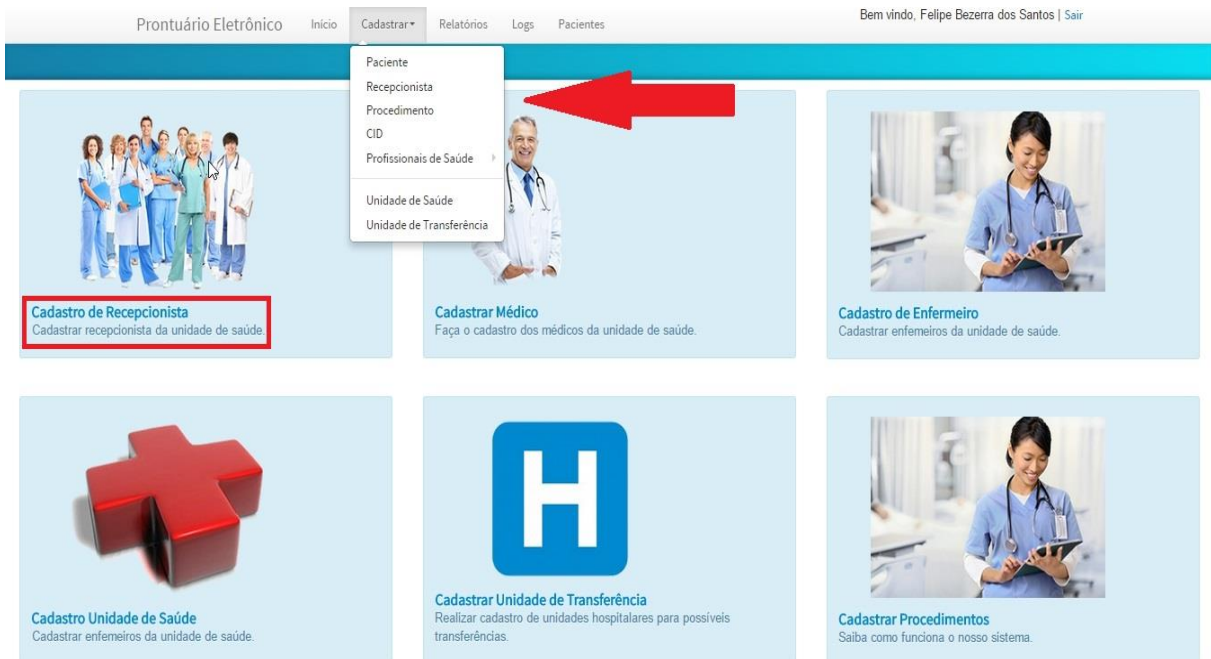 Prontuário Eletrônico Início Cadastrar Relatórios Logs Pacientes Bem vindo, Felipe Bezerra dos Santos | Sair
Paciente
Recepcionista
Procedimento
CID
Profissionais de Saúde
Unidade de Saúde
Unidade de Transferência
Cadastro de Recepcionista
Cadastrar recepcionista da unidade de saúde.
Cadastrar Médico
Faça o cadastro dos médicos da unidade de saúde.
Cadastro de Enfermeiro
Cadastrar enfemeiros da unidade de saúde.
H
Cadastro Unidade de Saúde
Cadastrar enfemeiros da unidade de saúde.
Cadastrar Unidade de Transferência
Realizar cadastro de unidades hospitalares para possíveis
transferências.
Cadastrar Procedimentos
Saiba como funciona o nosso sistema.